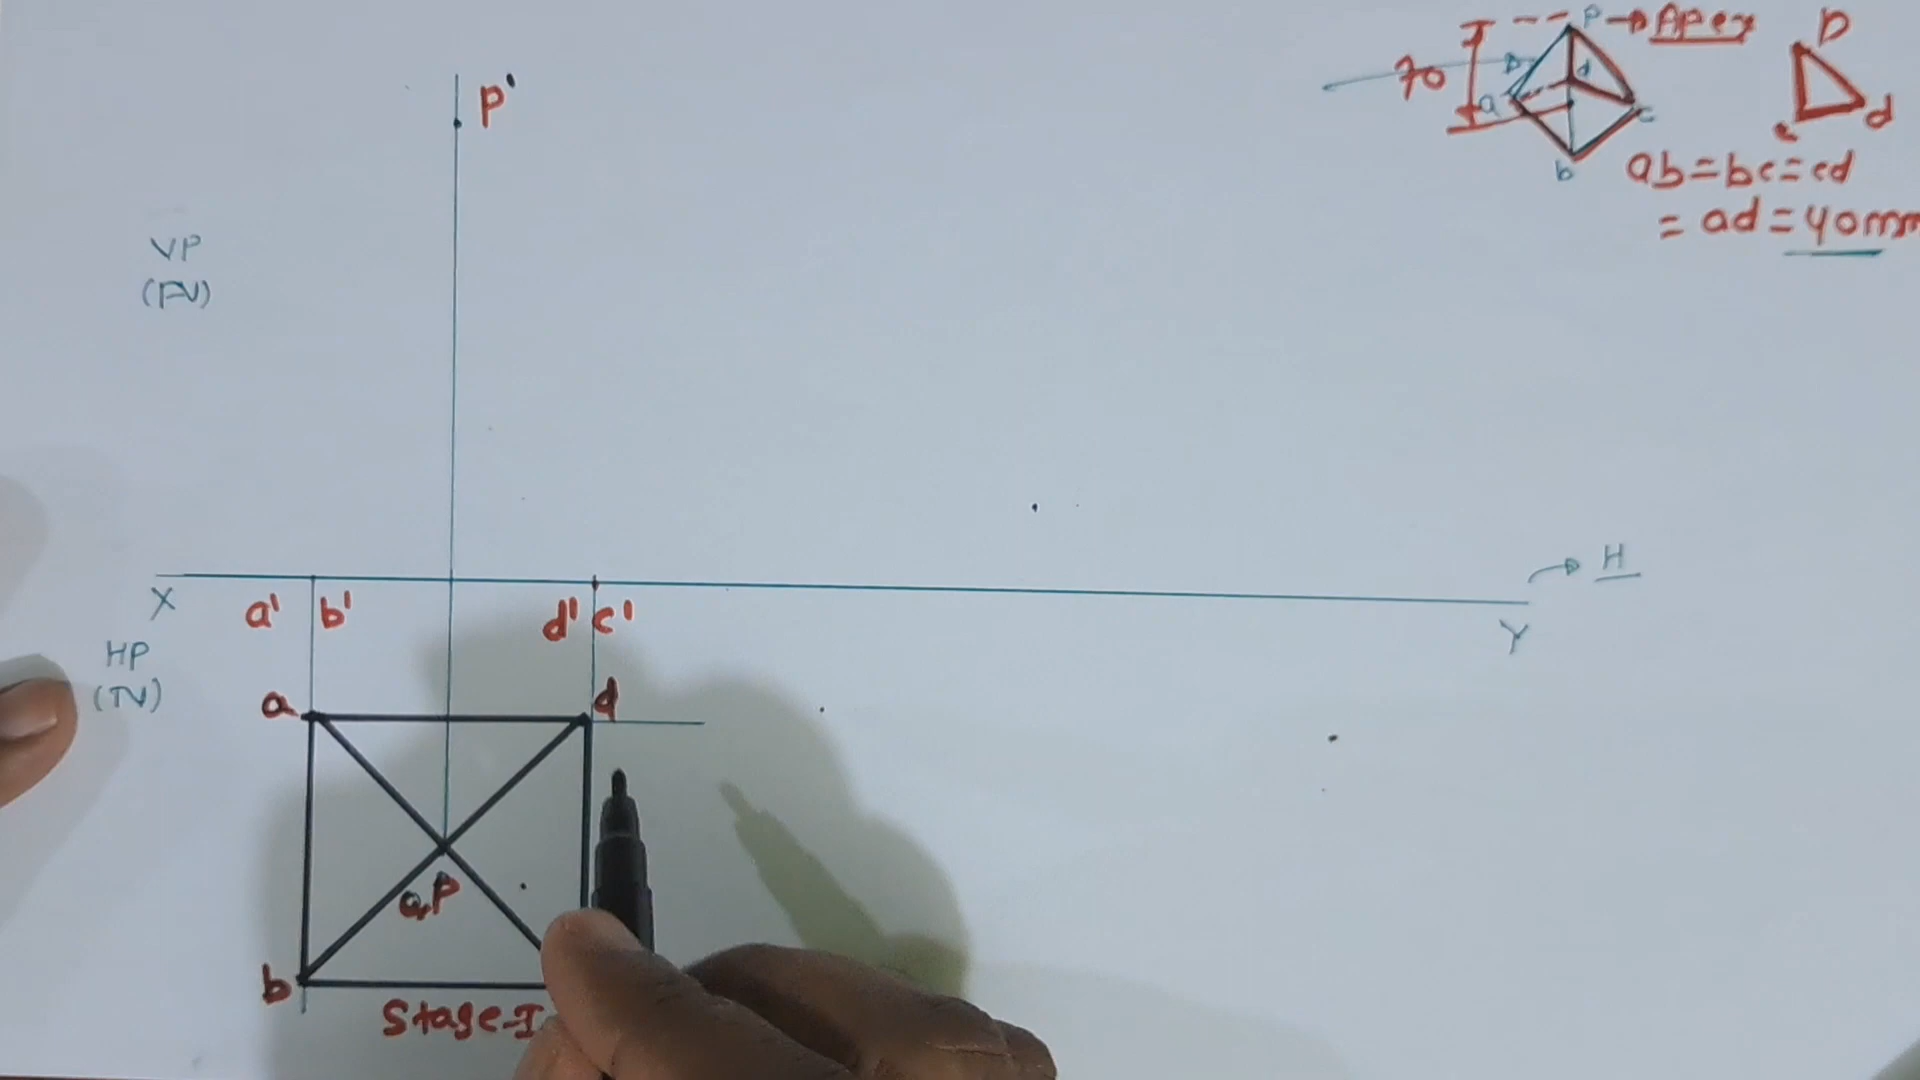 P → Apex
P
70
D
d
a
c
b
d
ab = bc = cd
= ad = 40mm
P'
VP
(FV)
H
X
a' b'
d' c'
Y
HP
(TV)
a
d
o,P
b
Stage-I